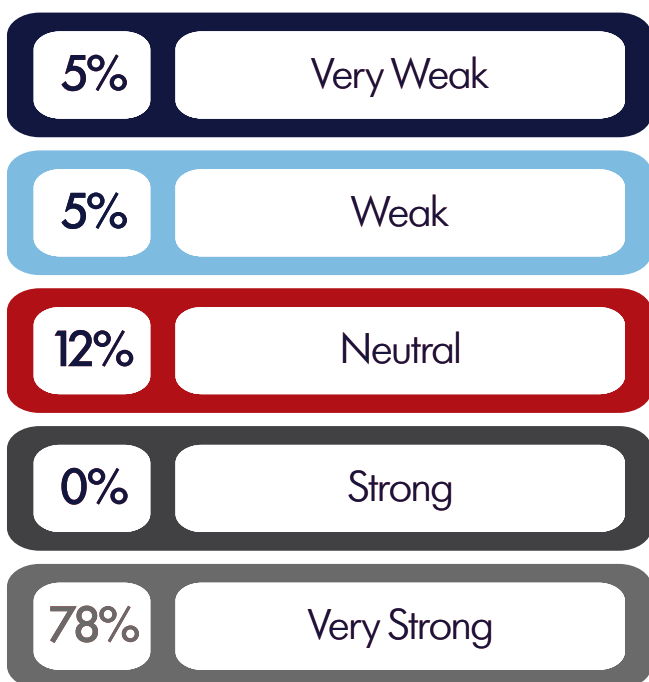 5% Very Weak
5% Weak
12% Neutral
0% Strong
78% Very Strong